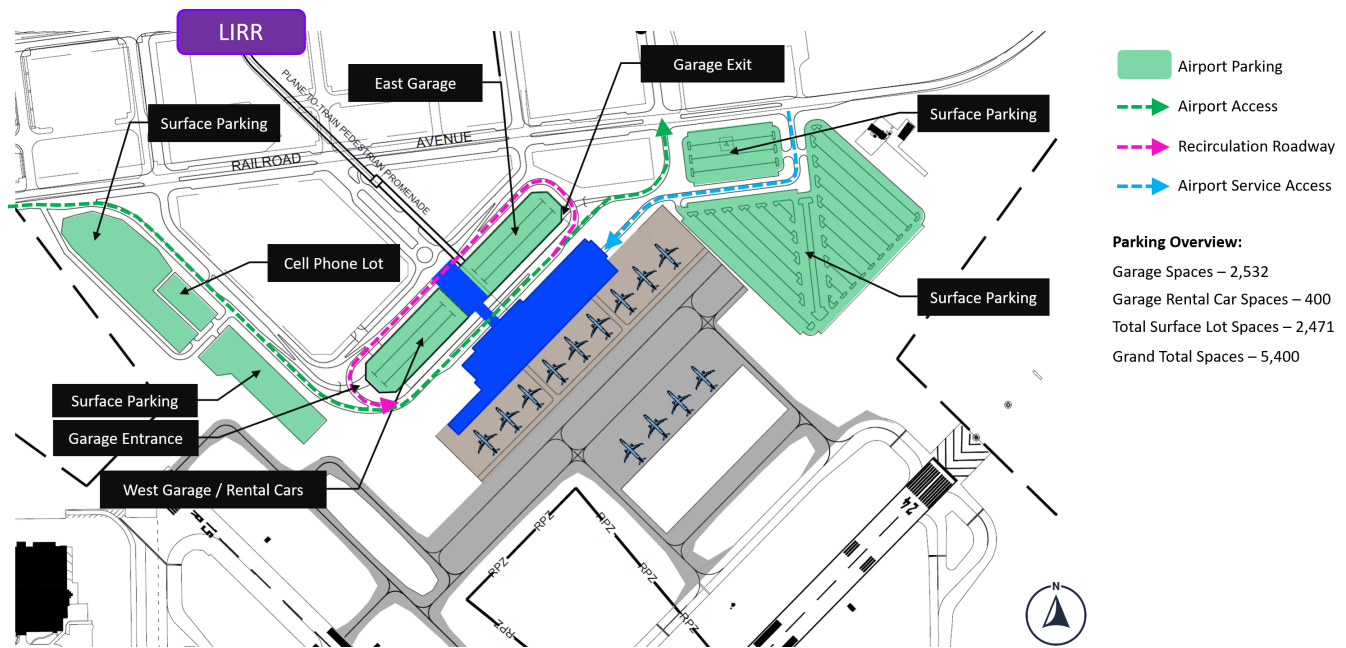 LIRR
Garage Exit
East Garage
Surface Parking
Surface Parking
PLANE-TO-TRAIN PEDESTRIAN PROMENADE
RAILROAD
AVENUE
Cell Phone Lot
Surface Parking
Surface Parking
Garage Entrance
West Garage / Rental Cars
24
RPZ
RPZ
RPZ
RPZ
RPZ
RPZ
N
Airport Parking
Airport Access
Recirculation Roadway
Airport Service Access
Parking Overview:
Garage Spaces – 2,532
Garage Rental Car Spaces – 400
Total Surface Lot Spaces – 2,471
Grand Total Spaces – 5,400